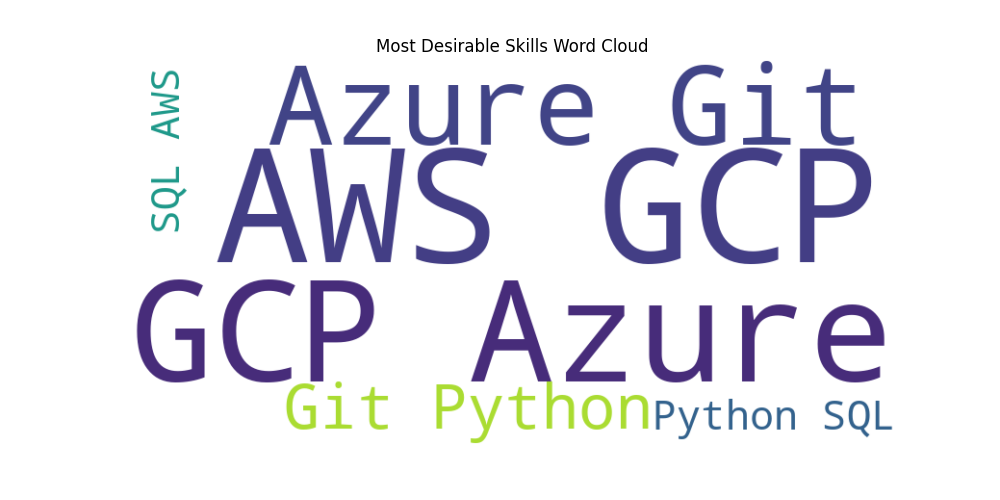 Most Desirable Skills Word Cloud
SQL AWS
Azure Git
AWS GCP
GCP Azure
Git Python
Python SQL